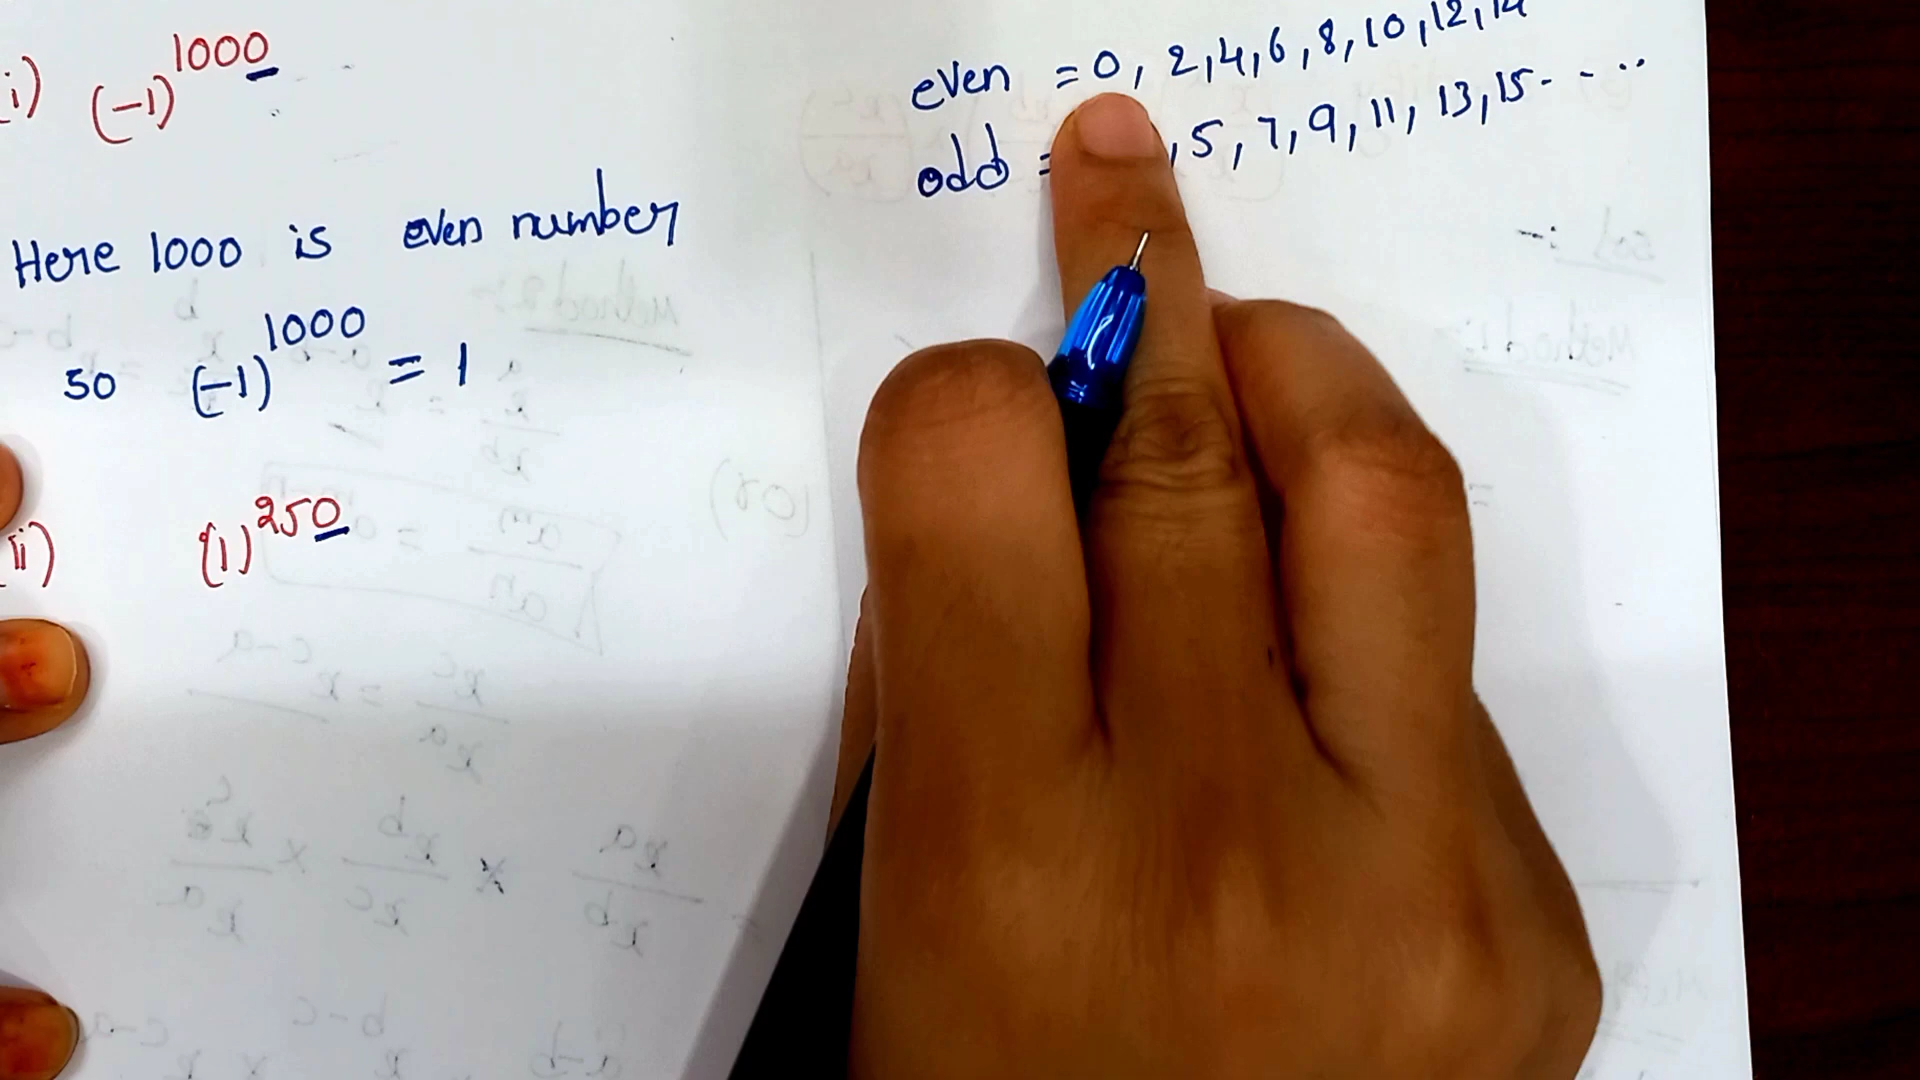 i) (-1)^1000
Here 1000 is even number
so (-1)^1000 = 1
ii) (1)^250
even = 0, 2, 4, 6, 8, 10, 12, 14
odd = , 5, 7, 9, 11, 13, 15- - ..